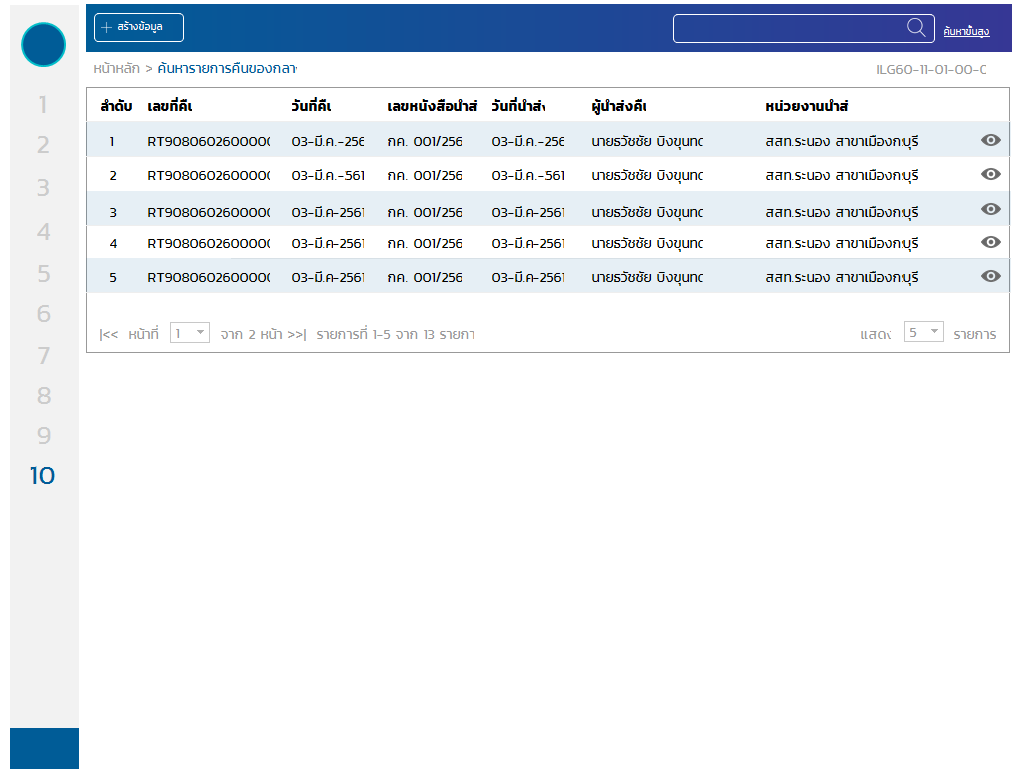 สร้างข้อมูล
ค้นหาขั้นสูง
หน้าหลัก > ค้นหารายการคืนของกลา
ILG60-11-01-00-0
ลำดับ เลขที่คื วันที่คื เลขหนังสือนำส่ วันที่นำส่ง ผู้นำส่งคื หน่วยงานนำส่
1 RT9080602600000 03-มี.ค.-256 กค. 001/256 03-มี.ค.-256 นายธวัชชัย บิงขุนทด สสท.ระนอง สาขาเมืองกบุรี
2 RT9080602600000 03-มี.ค.-561 กค. 001/256 03-มี.ค.-561 นายธวัชชัย บิงขุนทด สสท.ระนอง สาขาเมืองกบุรี
3 RT9080602600000 03-มี.ค-2561 กค. 001/256 03-มี.ค-2561 นายธวัชชัย บิงขุนทด สสท.ระนอง สาขาเมืองกบุรี
4 RT9080602600000 03-มี.ค-2561 กค. 001/256 03-มี.ค-2561 นายธวัชชัย บิงขุนทด สสท.ระนอง สาขาเมืองกบุรี
5 RT9080602600000 03-มี.ค-2561 กค. 001/256 03-มี.ค-2561 นายธวัชชัย บิงขุนทด สสท.ระนอง สาขาเมืองกบุรี
|<< หน้าที่ 1 จาก 2 หน้า >>| รายการที่ 1-5 จาก 13 รายกา
แสดง 5 รายการ
1
2
3
4
5
6
7
8
9
10